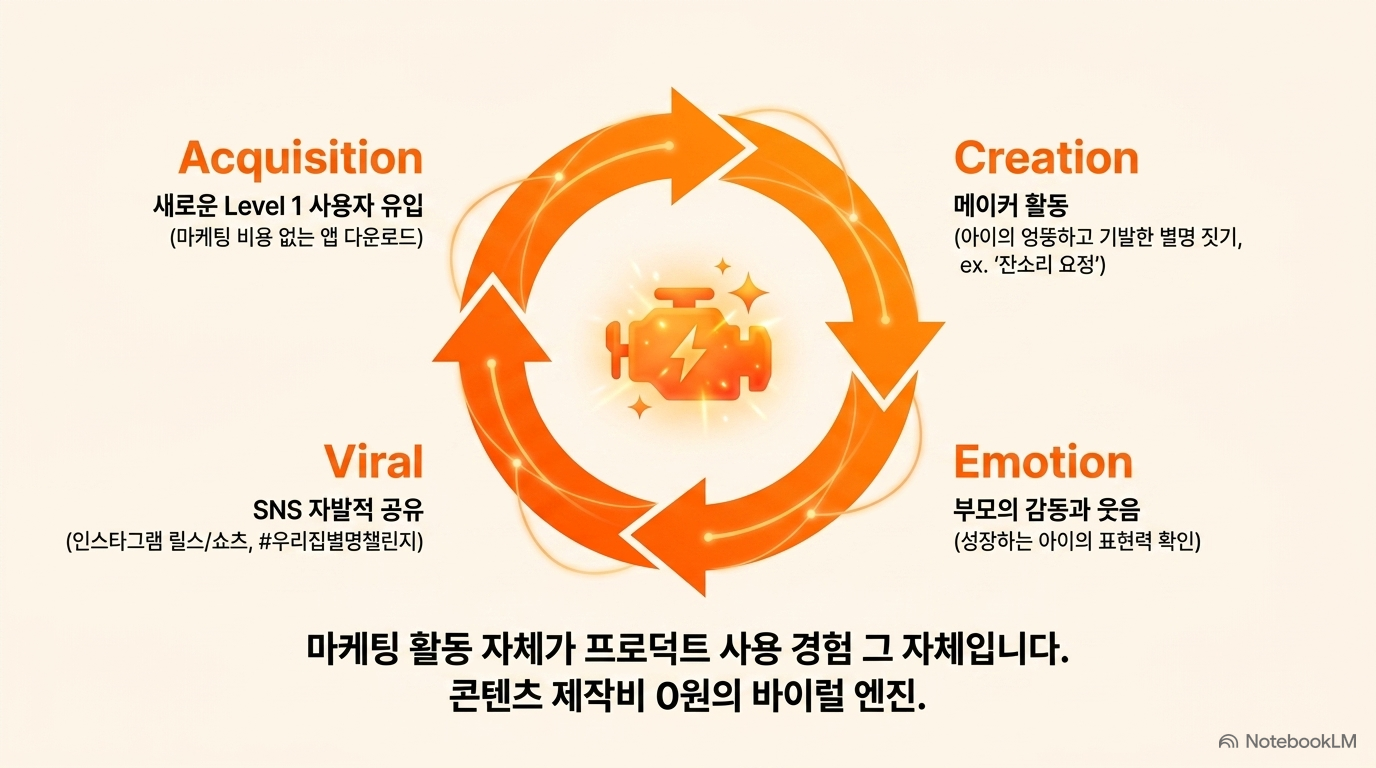 Acquisition
새로운 Level 1 사용자 유입
(마케팅 비용 없는 앱 다운로드)
Creation
메이커 활동
(아이의 엉뚱하고 기발한 별명 짓기,
ex. ‘잔소리 요정’)
Viral
SNS 자발적 공유
(인스타그램 릴스/쇼츠, #우리집별명챌린지)
Emotion
부모의 감동과 웃음
(성장하는 아이의 표현력 확인)
마케팅 활동 자체가 프로덕트 사용 경험 그 자체입니다.
콘텐츠 제작비 0원의 바이럴 엔진.
NotebookLM